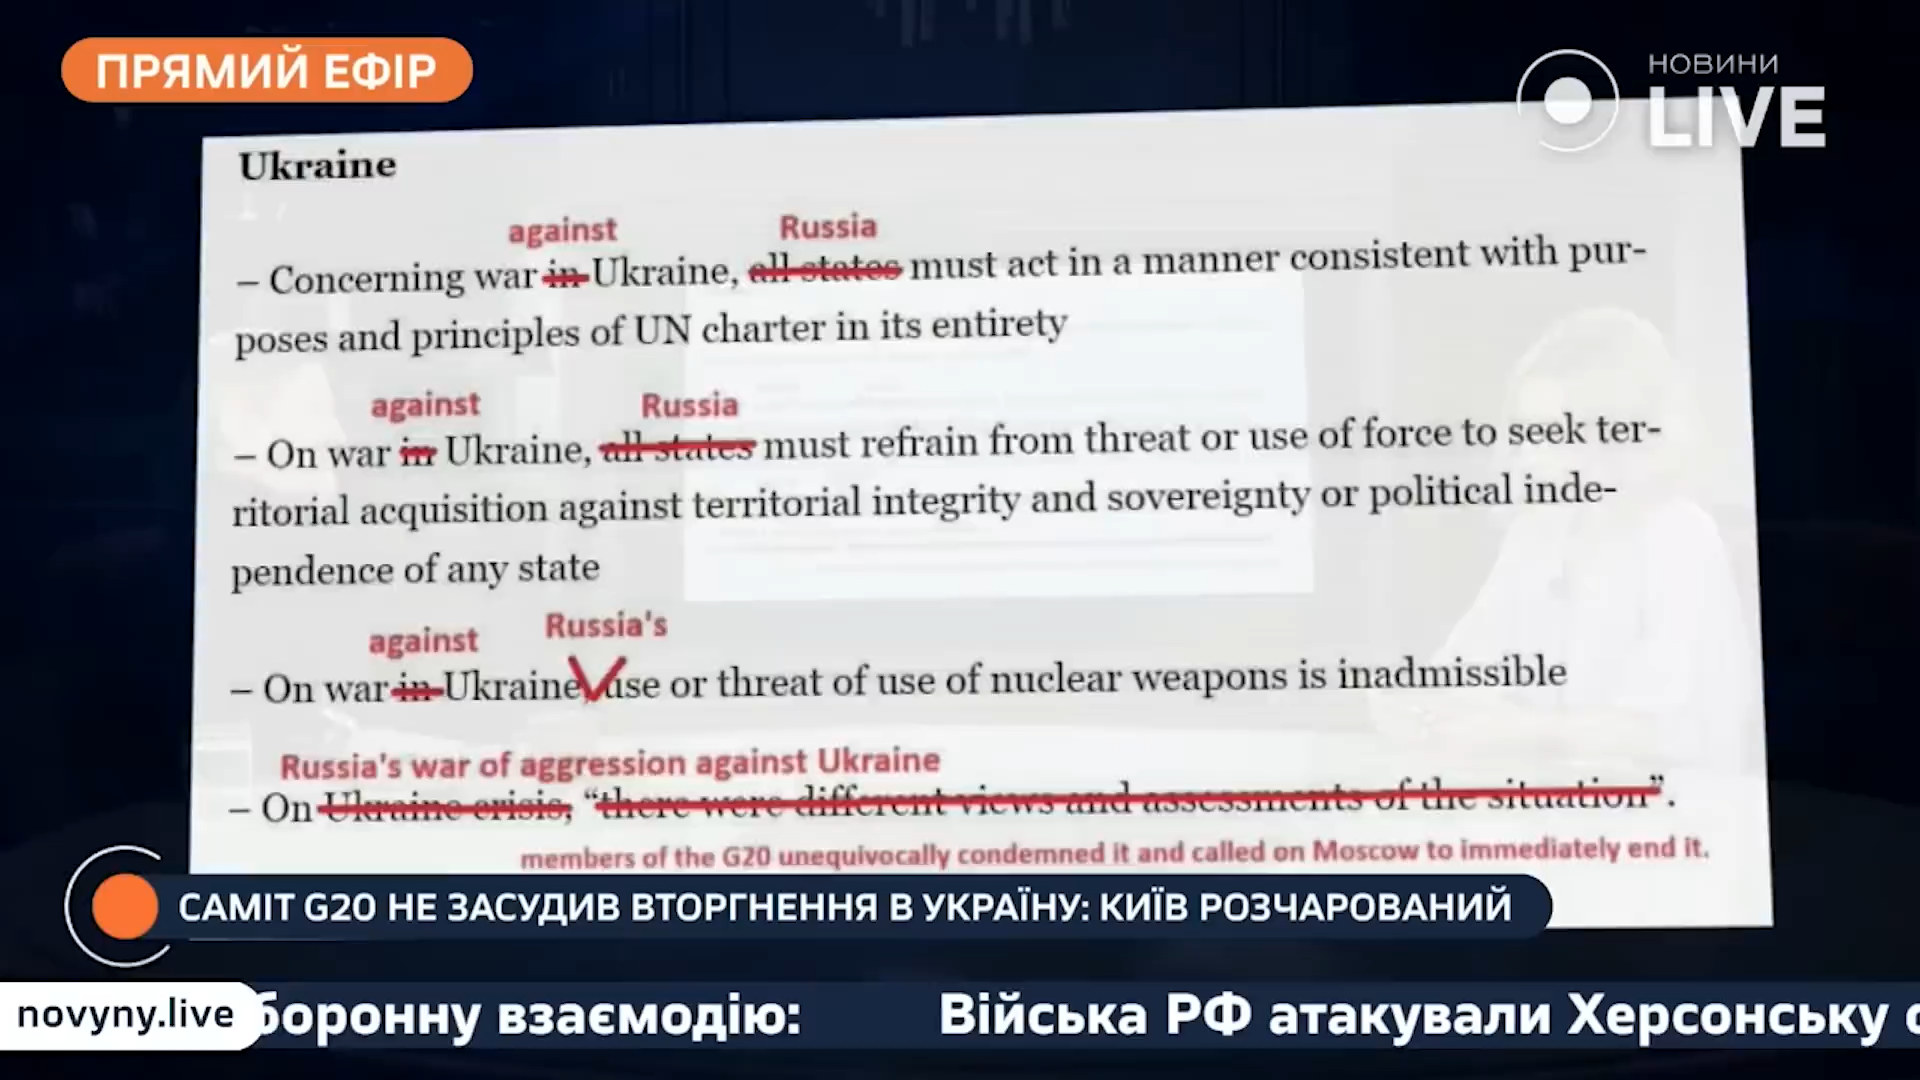 ПРЯМИЙ ЕФІР
НОВИНИ
LIVE
Ukraine
against Russia
– Concerning war in Ukraine, all states must act in a manner consistent with pur-
poses and principles of UN charter in its entirety
against Russia
– On war in Ukraine, all states must refrain from threat or use of force to seek ter-
ritorial acquisition against territorial integrity and sovereignty or political inde-
pendence of any state
against Russia's
– On war in Ukraine, use or threat of use of nuclear weapons is inadmissible
Russia's war of aggression against Ukraine
– On Ukraine crisis, “there were different views and assessments of the situation”.
members of the G20 unequivocally condemned it and called on Moscow to immediately end it.
САМІТ G20 НЕ ЗАСУДИВ ВТОРГНЕННЯ В УКРАЇНУ: КИЇВ РОЗЧАРОВАНИЙ
novyny.live боронну взаємодію: Війська РФ атакували Херсонську о